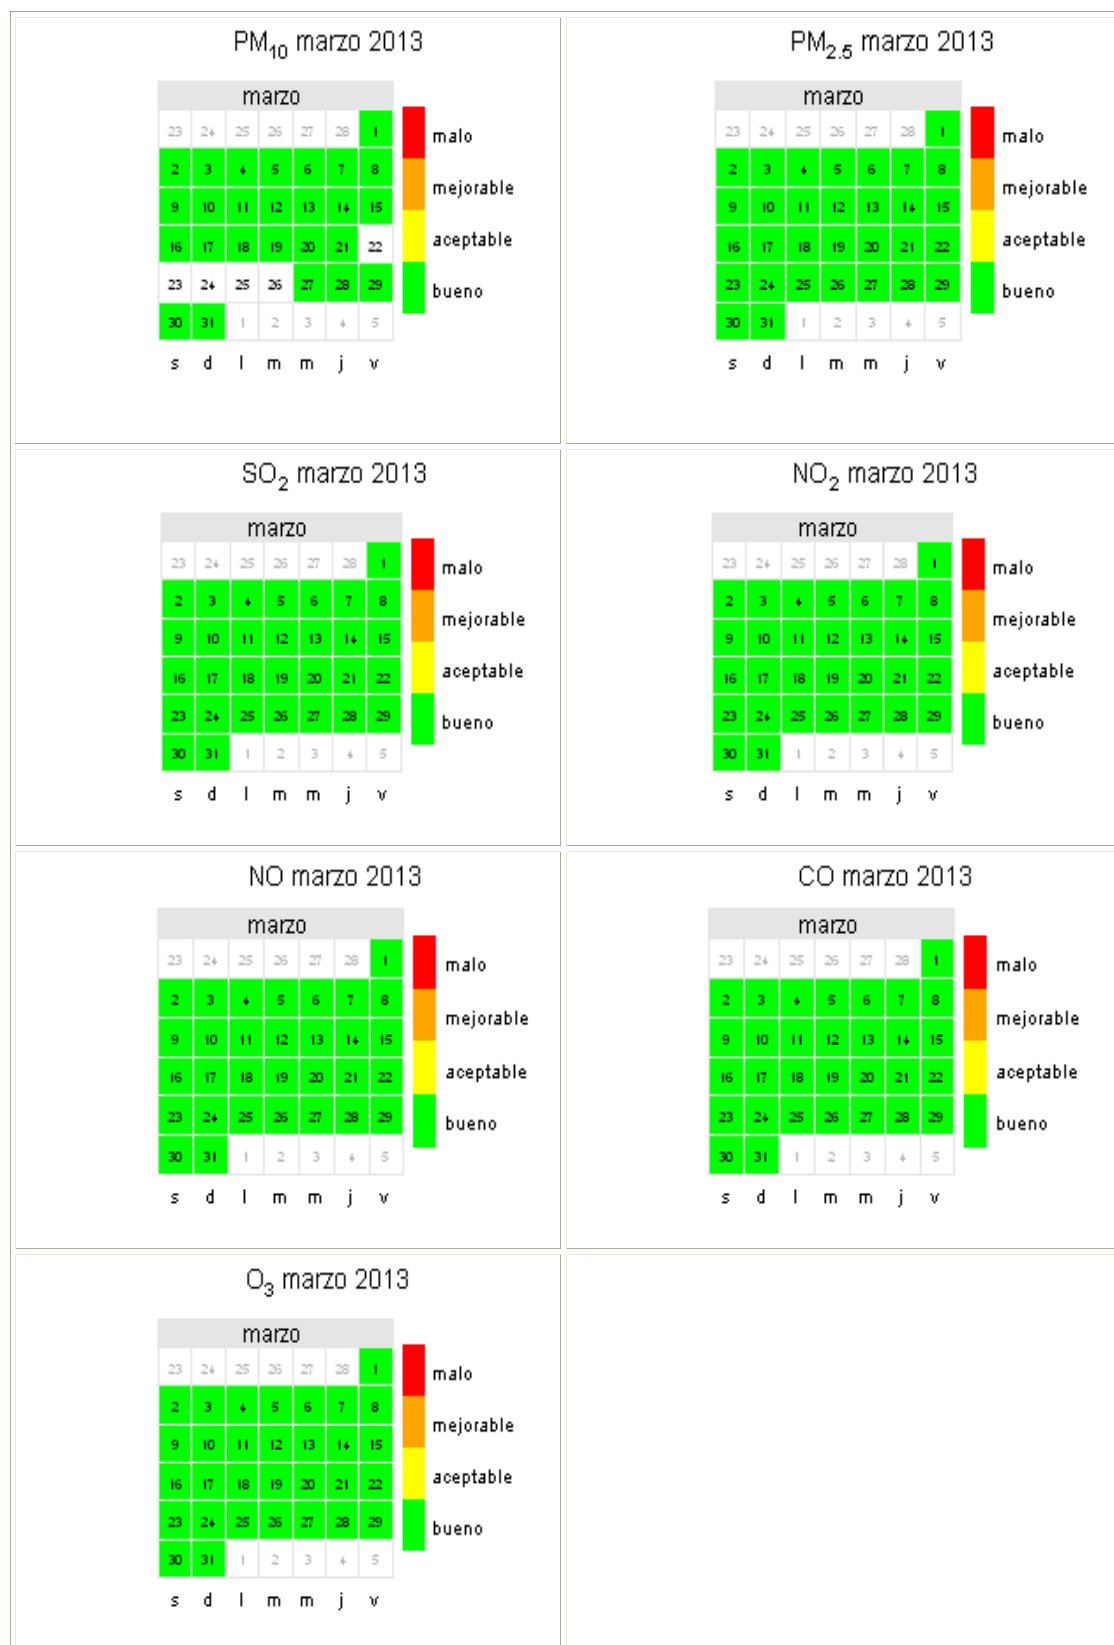 PM10 marzo 2013
marzo
23 24 25 26 27 28 1
2 3 4 5 6 7 8
9 10 11 12 13 14 15
16 17 18 19 20 21 22
23 24 25 26 27 28 29
30 31 1 2 3 4 5
s d l m m j v
malo
mejorable
aceptable
bueno
PM2.5 marzo 2013
marzo
23 24 25 26 27 28 1
2 3 4 5 6 7 8
9 10 11 12 13 14 15
16 17 18 19 20 21 22
23 24 25 26 27 28 29
30 31 1 2 3 4 5
s d l m m j v
malo
mejorable
aceptable
bueno
SO2 marzo 2013
marzo
23 24 25 26 27 28 1
2 3 4 5 6 7 8
9 10 11 12 13 14 15
16 17 18 19 20 21 22
23 24 25 26 27 28 29
30 31 1 2 3 4 5
s d l m m j v
malo
mejorable
aceptable
bueno
NO2 marzo 2013
marzo
23 24 25 26 27 28 1
2 3 4 5 6 7 8
9 10 11 12 13 14 15
16 17 18 19 20 21 22
23 24 25 26 27 28 29
30 31 1 2 3 4 5
s d l m m j v
malo
mejorable
aceptable
bueno
NO marzo 2013
marzo
23 24 25 26 27 28 1
2 3 4 5 6 7 8
9 10 11 12 13 14 15
16 17 18 19 20 21 22
23 24 25 26 27 28 29
30 31 1 2 3 4 5
s d l m m j v
malo
mejorable
aceptable
bueno
CO marzo 2013
marzo
23 24 25 26 27 28 1
2 3 4 5 6 7 8
9 10 11 12 13 14 15
16 17 18 19 20 21 22
23 24 25 26 27 28 29
30 31 1 2 3 4 5
s d l m m j v
malo
mejorable
aceptable
bueno
O3 marzo 2013
marzo
23 24 25 26 27 28 1
2 3 4 5 6 7 8
9 10 11 12 13 14 15
16 17 18 19 20 21 22
23 24 25 26 27 28 29
30 31 1 2 3 4 5
s d l m m j v
malo
mejorable
aceptable
bueno